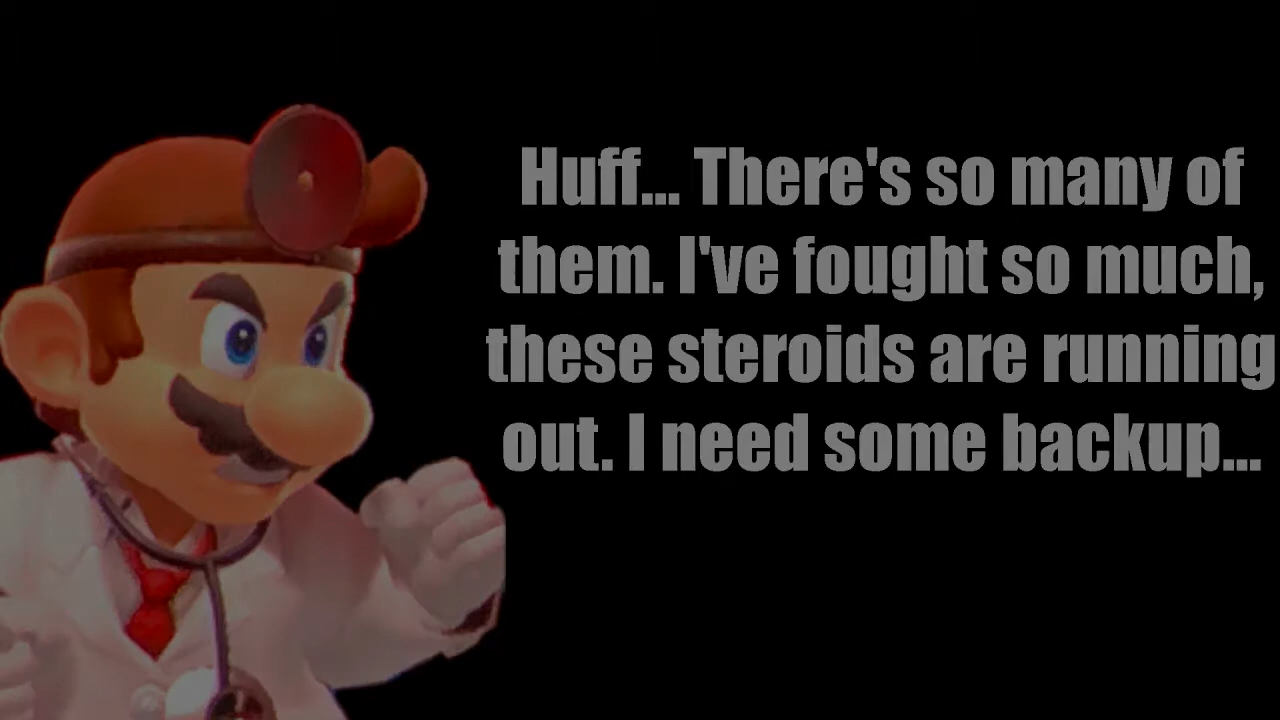 Huff... There's so many of
them. I've fought so much,
these steroids are running
out. I need some backup...